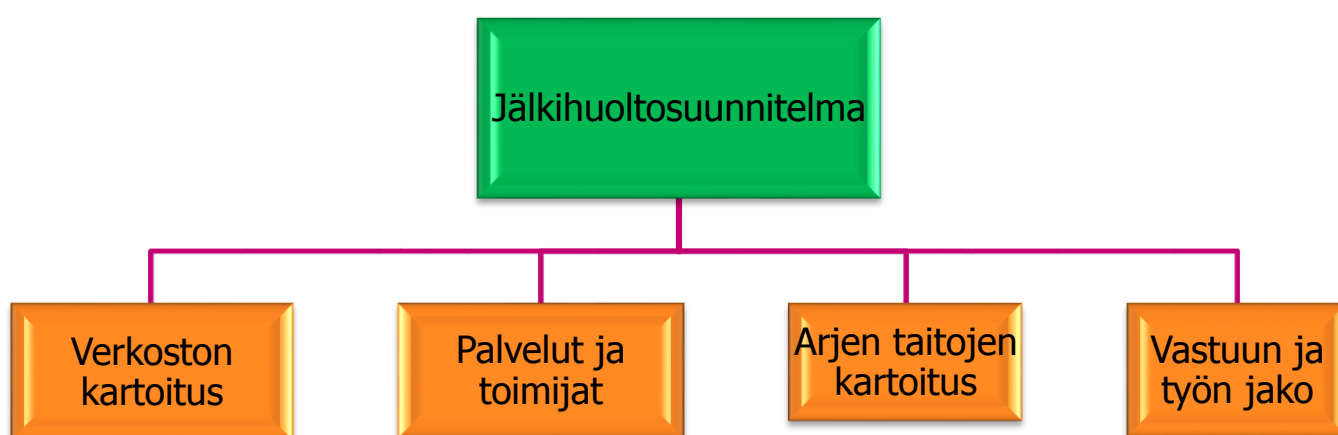 Jälkihuoltosuunnitelma
Verkoston
kartoitus
Palvelut ja
toimijat
Arjen taitojen
kartoitus
Vastuun ja
työn jako